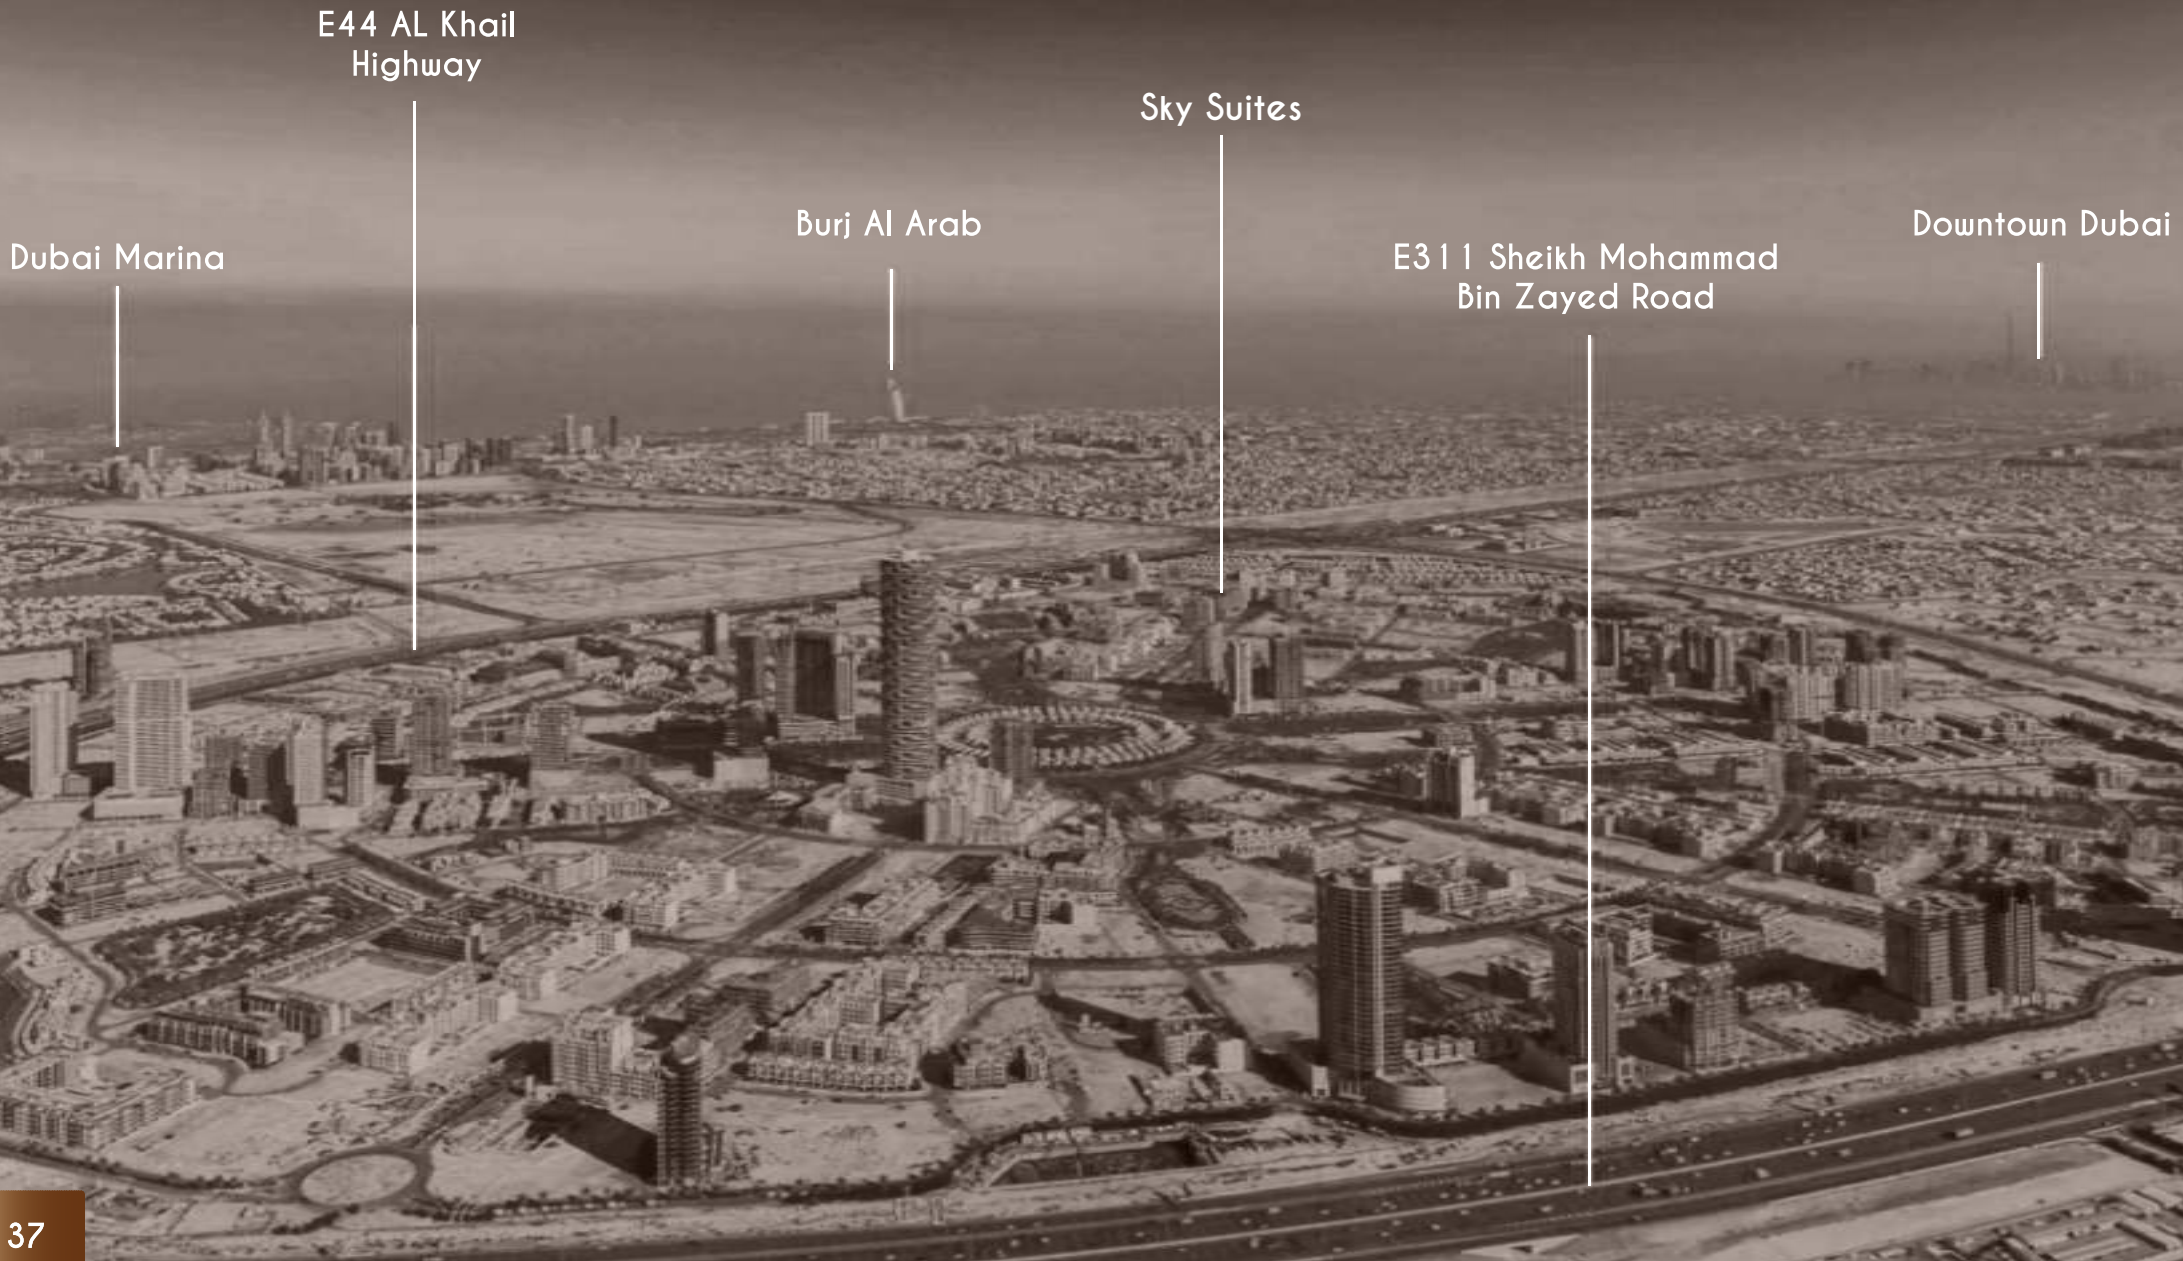 E44 AL Khail
Highway
Sky Suites
Burj Al Arab
Downtown Dubai
Dubai Marina
E311 Sheikh Mohammad
Bin Zayed Road
37